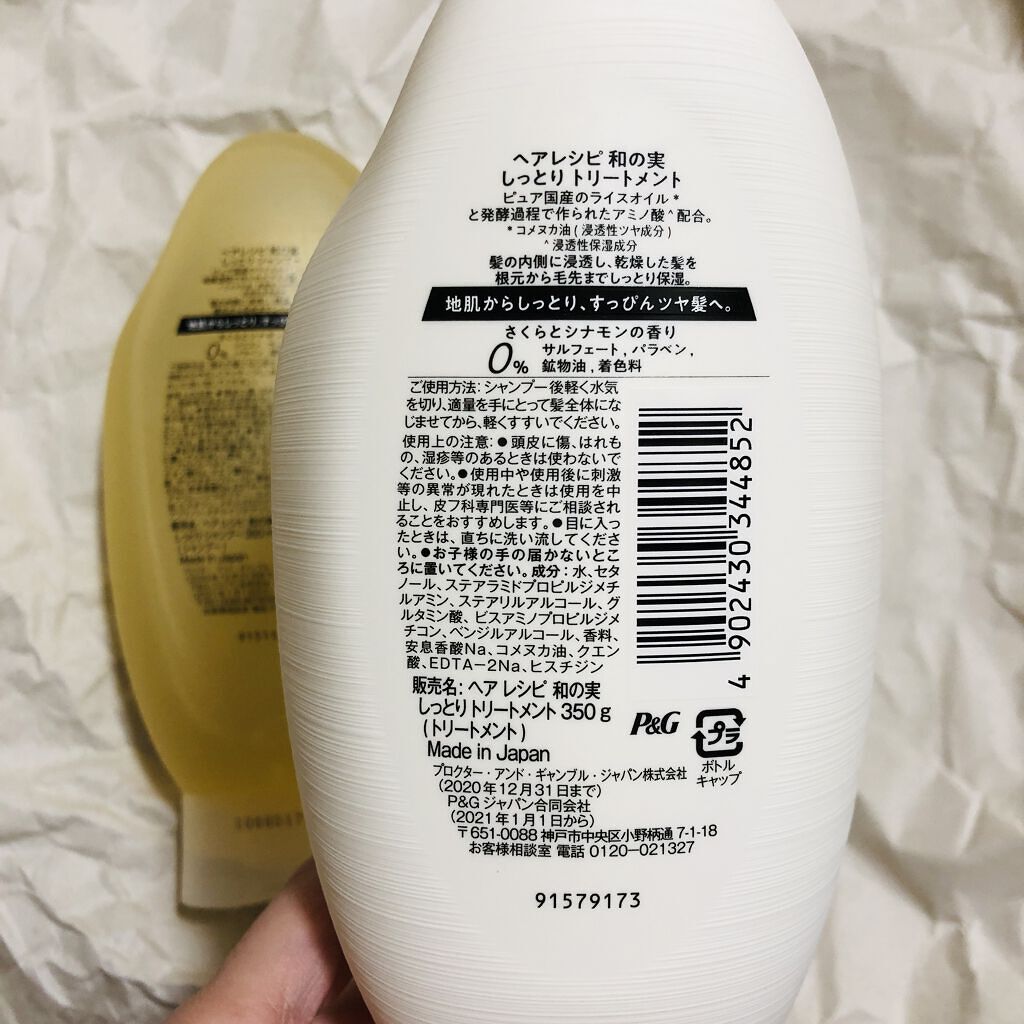 ヘアレシピ 和の実
しっとり トリートメント
ピュア国産のライスオイル*
と発酵過程で作られたアミノ酸^配合。
*コメヌカ油(浸透性ツヤ成分)
^浸透性保湿成分
髪の内側に浸透し、乾燥した髪を
根元から毛先までしっとり保湿。
地肌からしっとり、すっぴんツヤ髪へ。
さくらとシナモンの香り
0% サルフェート, パラベン,
鉱物油, 着色料
ご使用方法: シャンプー後軽く水気
を切り、適量を手にとって髪全体にな
じませてから、軽くすすいでください。
使用上の注意: ●頭皮に傷、はれも
の、湿疹等のあるときは使わないで
ください。●使用中や使用後に刺激
等の異常が現れたときは使用を中
止し、皮フ科専門医等にご相談され
ることをおすすめします。●目に入っ
たときは、直ちに洗い流してくださ
い。●お子様の手の届かないとこ
ろに置いてください。成分: 水、セタ
ノール、ステアラミドプロピルジメチ
ルアミン、ステアリルアルコール、グ
ルタミン酸、ビスアミノプロピルジメ
チコン、ベンジルアルコール、香料、
安息香酸Na、コメヌカ油、クエン
酸、EDTA-2Na、ヒスチジン
4 902430 344852
販売名: ヘア レシピ 和の実
しっとり トリートメント 350 g
(トリートメント)
Made in Japan
P&G
プラ
ボトル
キャップ
プロクター・アンド・ギャンブル・ジャパン株式会社
(2020年12月31日まで)
P&G ジャパン合同会社
(2021年1月1日から)
〒651-0088 神戸市中央区小野柄通 7-1-18
お客様相談室 電話 0120-021327
91579173